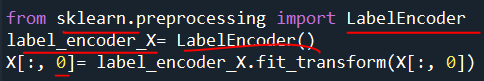 from sklearn.preprocessing import LabelEncoder
label_encoder_X= LabelEncoder()
X[:, 0]= label_encoder_X.fit_transform(X[:, 0])